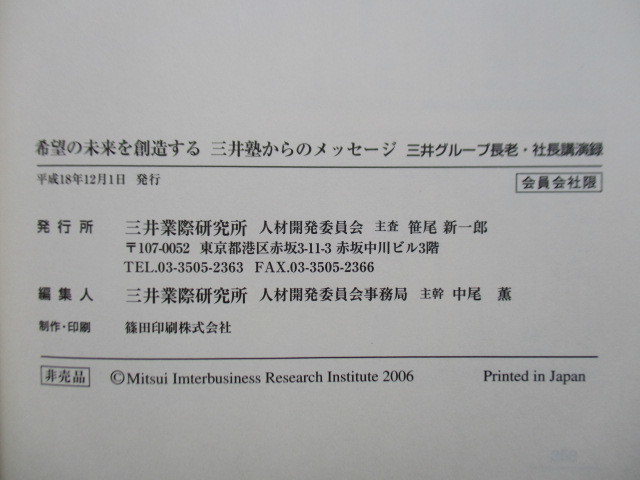 希望の未来を創造する 三井塾からのメッセージ 三井グループ長老・社長講演録
平成18年12月1日 発行
会員会社限
発行所 三井業際研究所 人材開発委員会 主査 笹尾 新一郎
〒107-0052 東京都港区赤坂3-11-3 赤坂中川ビル3階
TEL.03-3505-2363 FAX.03-3505-2366
編集人 三井業際研究所 人材開発委員会事務局 主幹 中尾 薫
制作・印刷 篠田印刷株式会社
非売品 ©Mitsui Imterbusiness Research Institute 2006 Printed in Japan